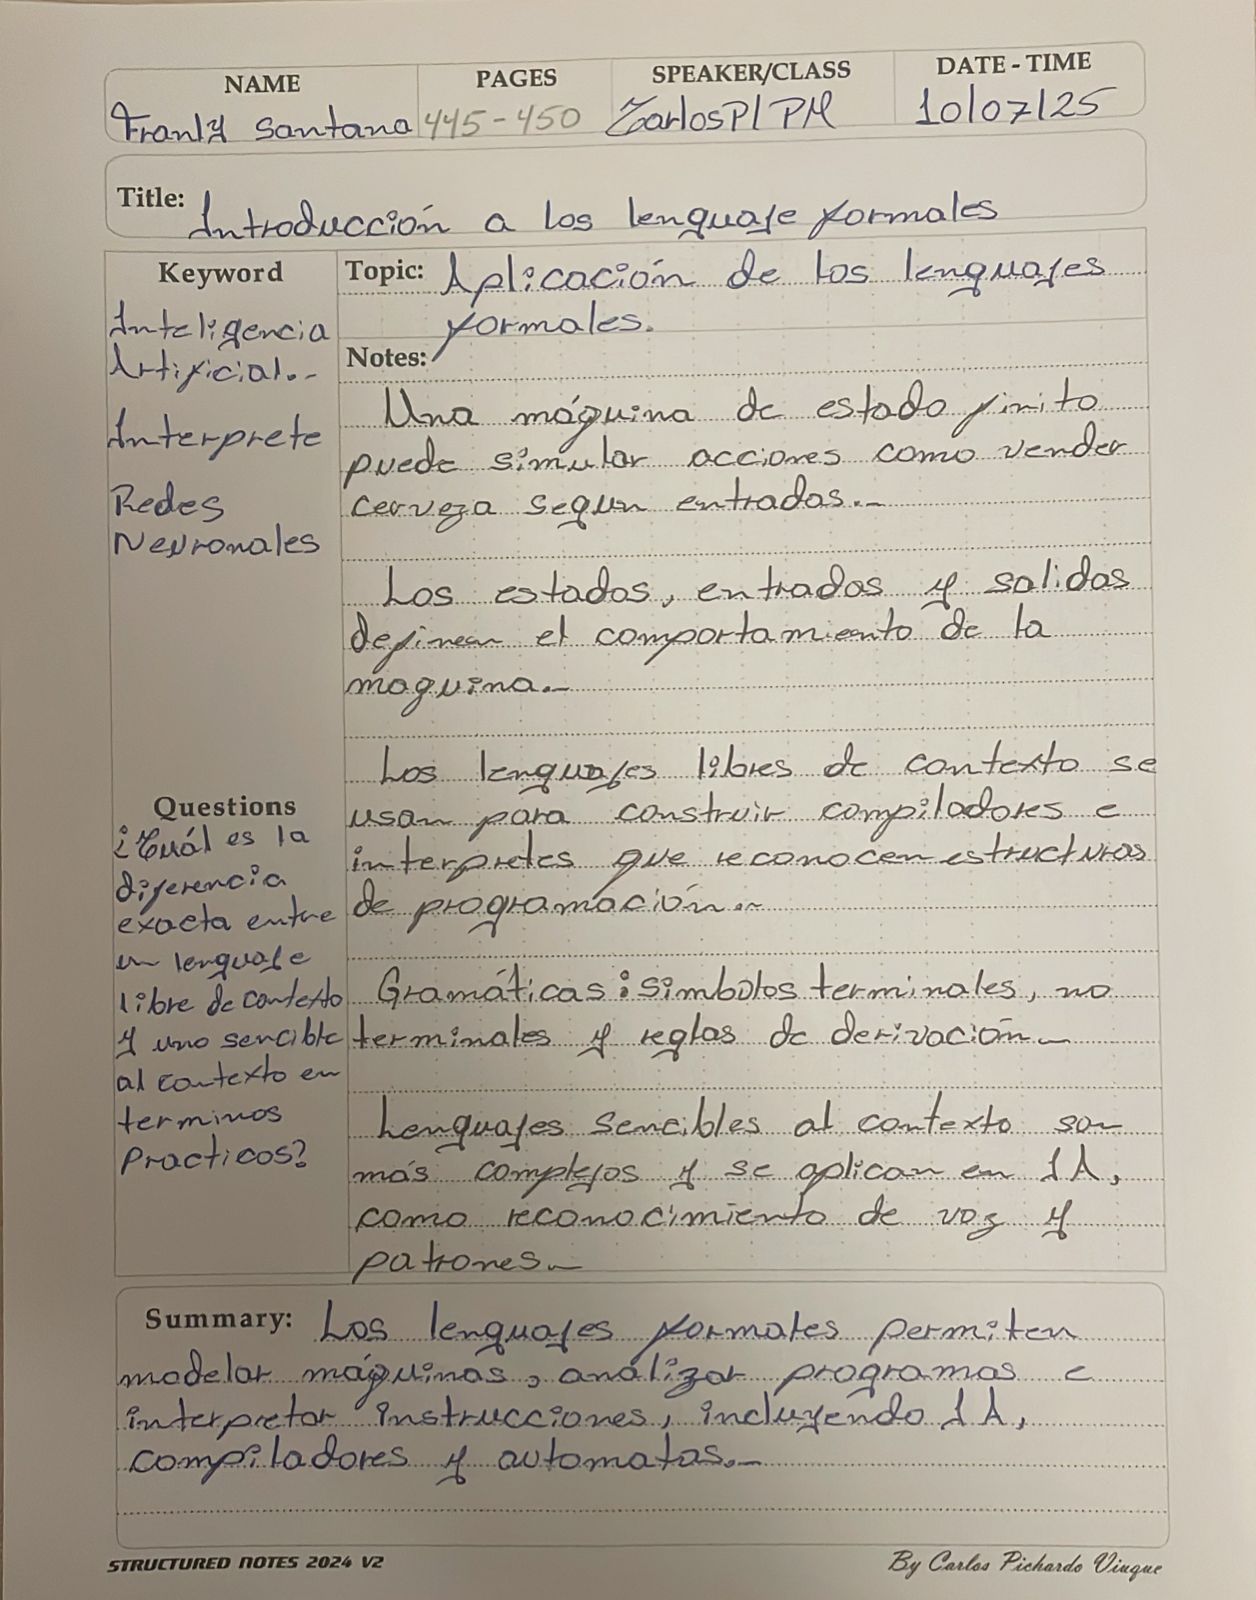 NAME PAGES SPEAKER/CLASS DATE - TIME
Franly Santana 445-450 CarlosP/PM 10/07/25
Title: Introducción a los lenguaje formales
Keyword
Inteligencia
Artificial.-
Interprete
Redes
Neuronales
Questions
¿Cuál es la
diferencia
exacta entre
un lenguaje
libre de contexto
y uno sencible
al contexto en
terminos
Practicos?
Topic: Aplicación de los lenguajes
formales.
Notes:
Una máquina de estado finito
puede simular acciones como vender
cerveza segun entradas.-
Los estados, entradas y salidas
definen el comportamiento de la
maquina.-
Los lenguajes libres de contexto se
usan para construir compiladores e
interpretes que reconocen estructuras
de programación.-
Gramáticas: simbolos terminales, no
terminales y reglas de derivación.-
Lenguajes sencibles al contexto son
más complejos y se aplican en IA,
como reconocimiento de voz y
patrones.-
Summary: Los lenguajes formales permiten
modelar máquinas, analizar programas e
interpretar instrucciones, incluyendo IA,
compiladores y automatas.-
STRUCTURED NOTES 2024 V2
By Carlos Pichardo Viuque